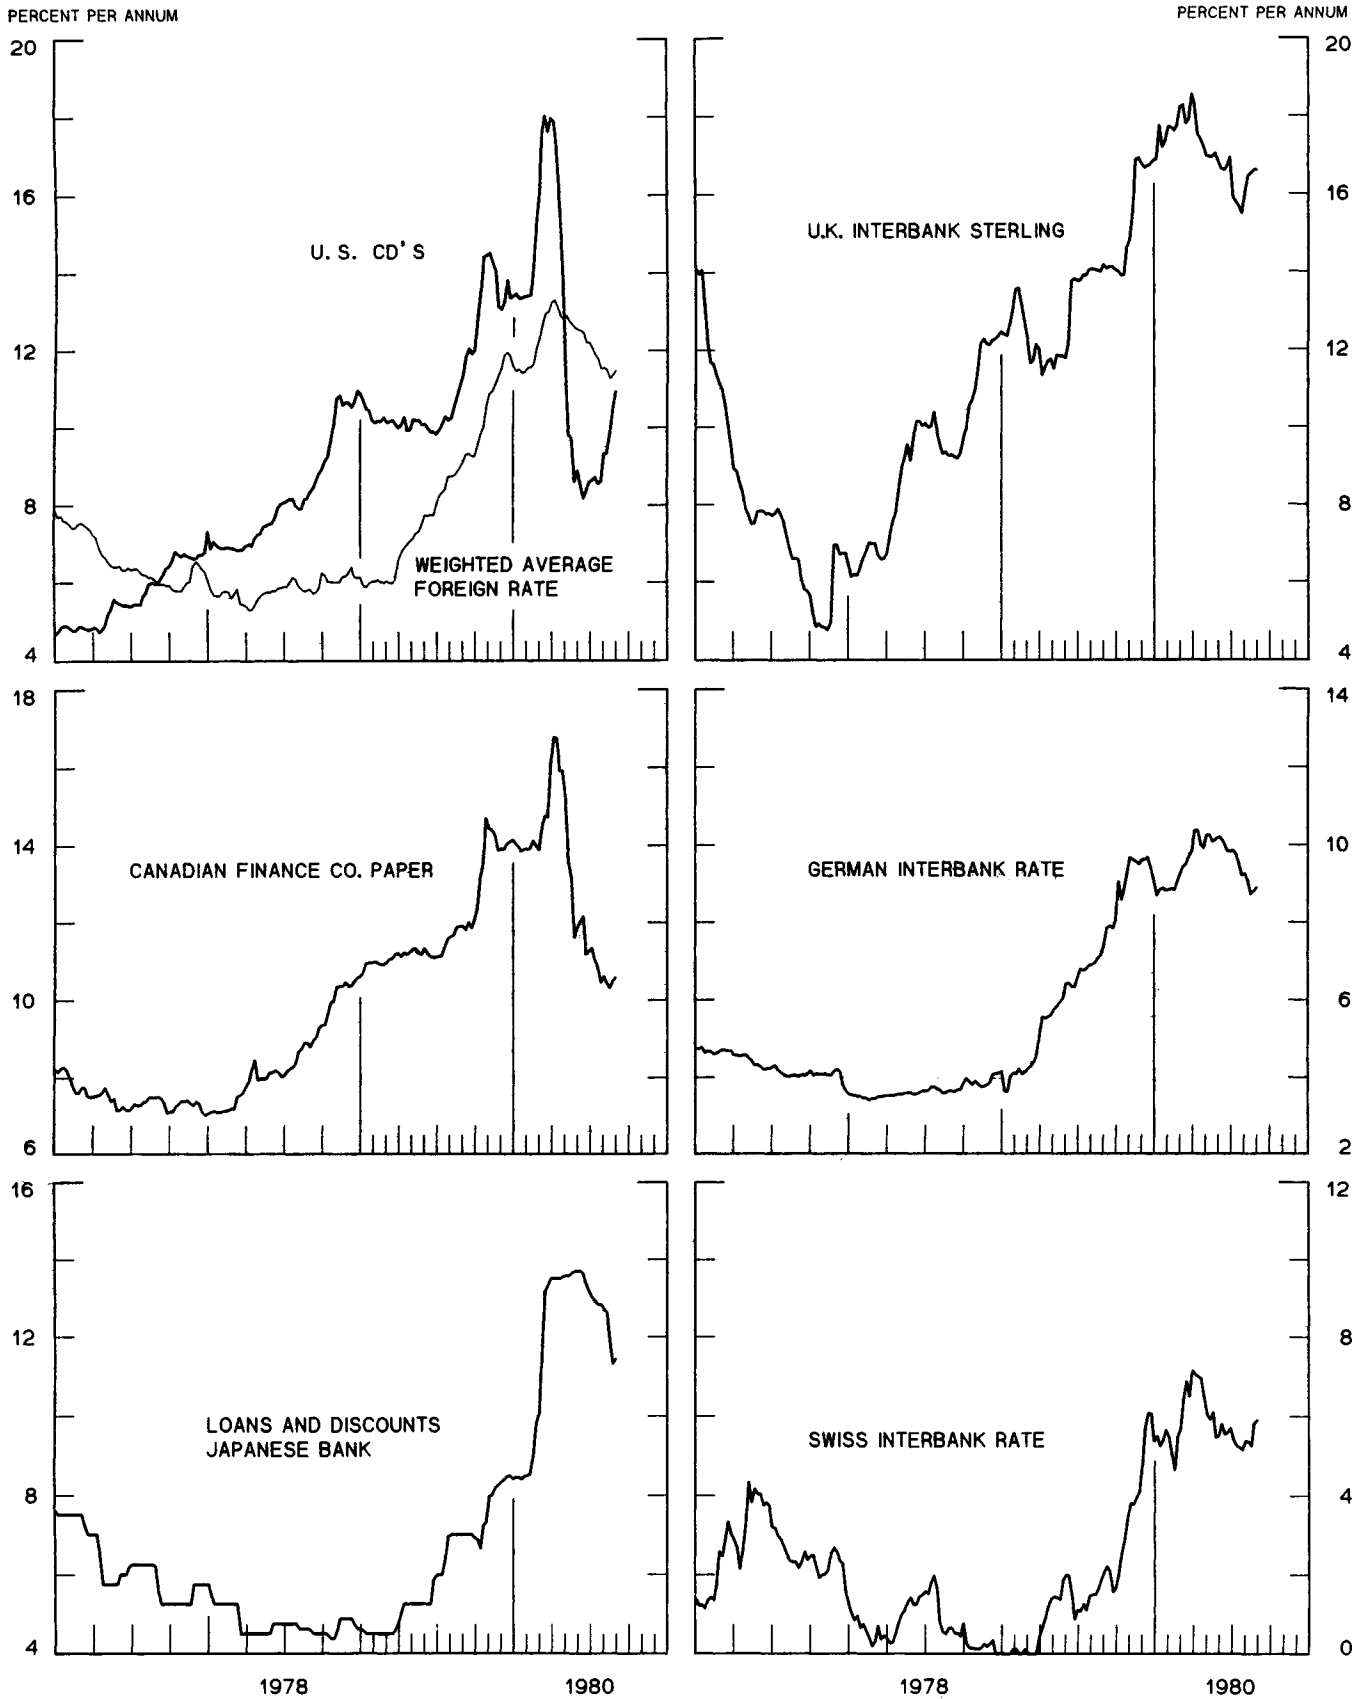 PERCENT PER ANNUM
PERCENT PER ANNUM
20
16
12
8
4
U. S. CD'S
WEIGHTED AVERAGE
FOREIGN RATE
U.K. INTERBANK STERLING
20
16
12
8
4
18
14
10
6
CANADIAN FINANCE CO. PAPER
GERMAN INTERBANK RATE
14
10
6
2
16
12
8
4
LOANS AND DISCOUNTS
JAPANESE BANK
SWISS INTERBANK RATE
12
8
4
0
1978
1980
1978
1980